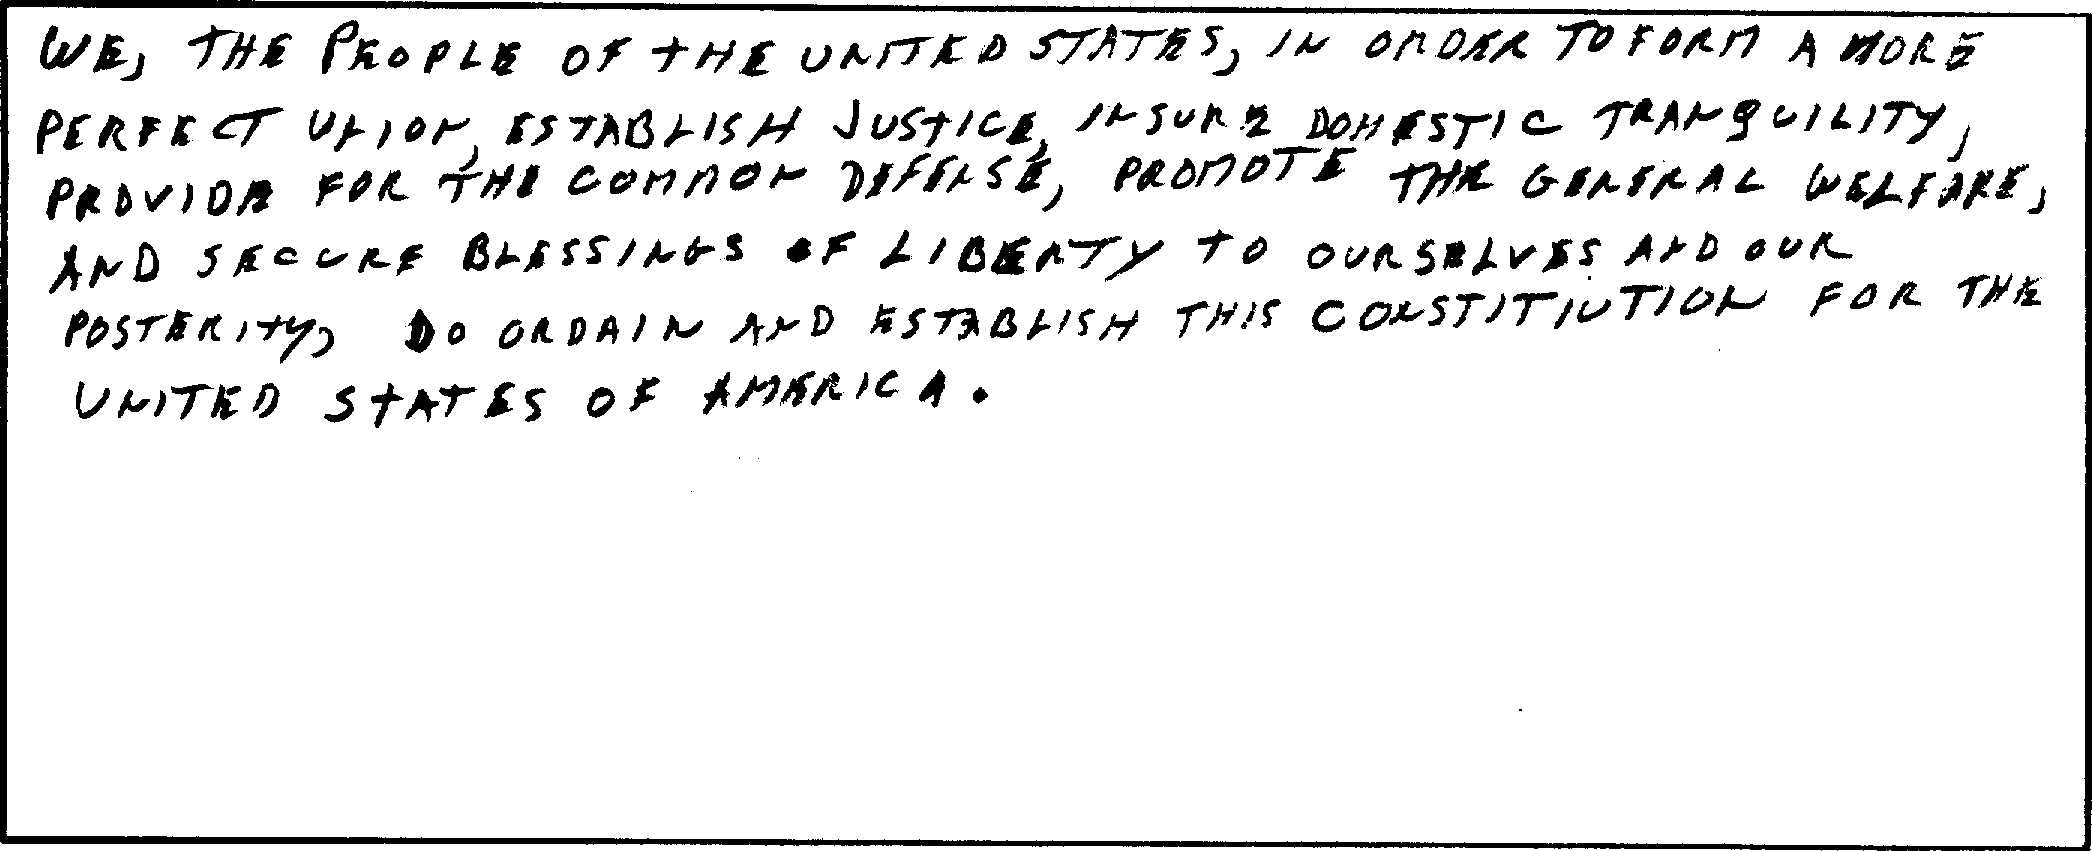 WE, THE PEOPLE OF THE UNITED STATES, IN ORDER TO FORM A MORE
PERFECT UNION, ESTABLISH JUSTICE, INSURE DOMESTIC TRANQUILITY,
PROVIDE FOR THE COMMON DEFENSE, PROMOTE THE GENERAL WELFARE,
AND SECURE BLESSINGS OF LIBERTY TO OURSELVES AND OUR
POSTERITY, DO ORDAIN AND ESTABLISH THIS CONSTITIUTION FOR THE
UNITED STATES OF AMERICA.